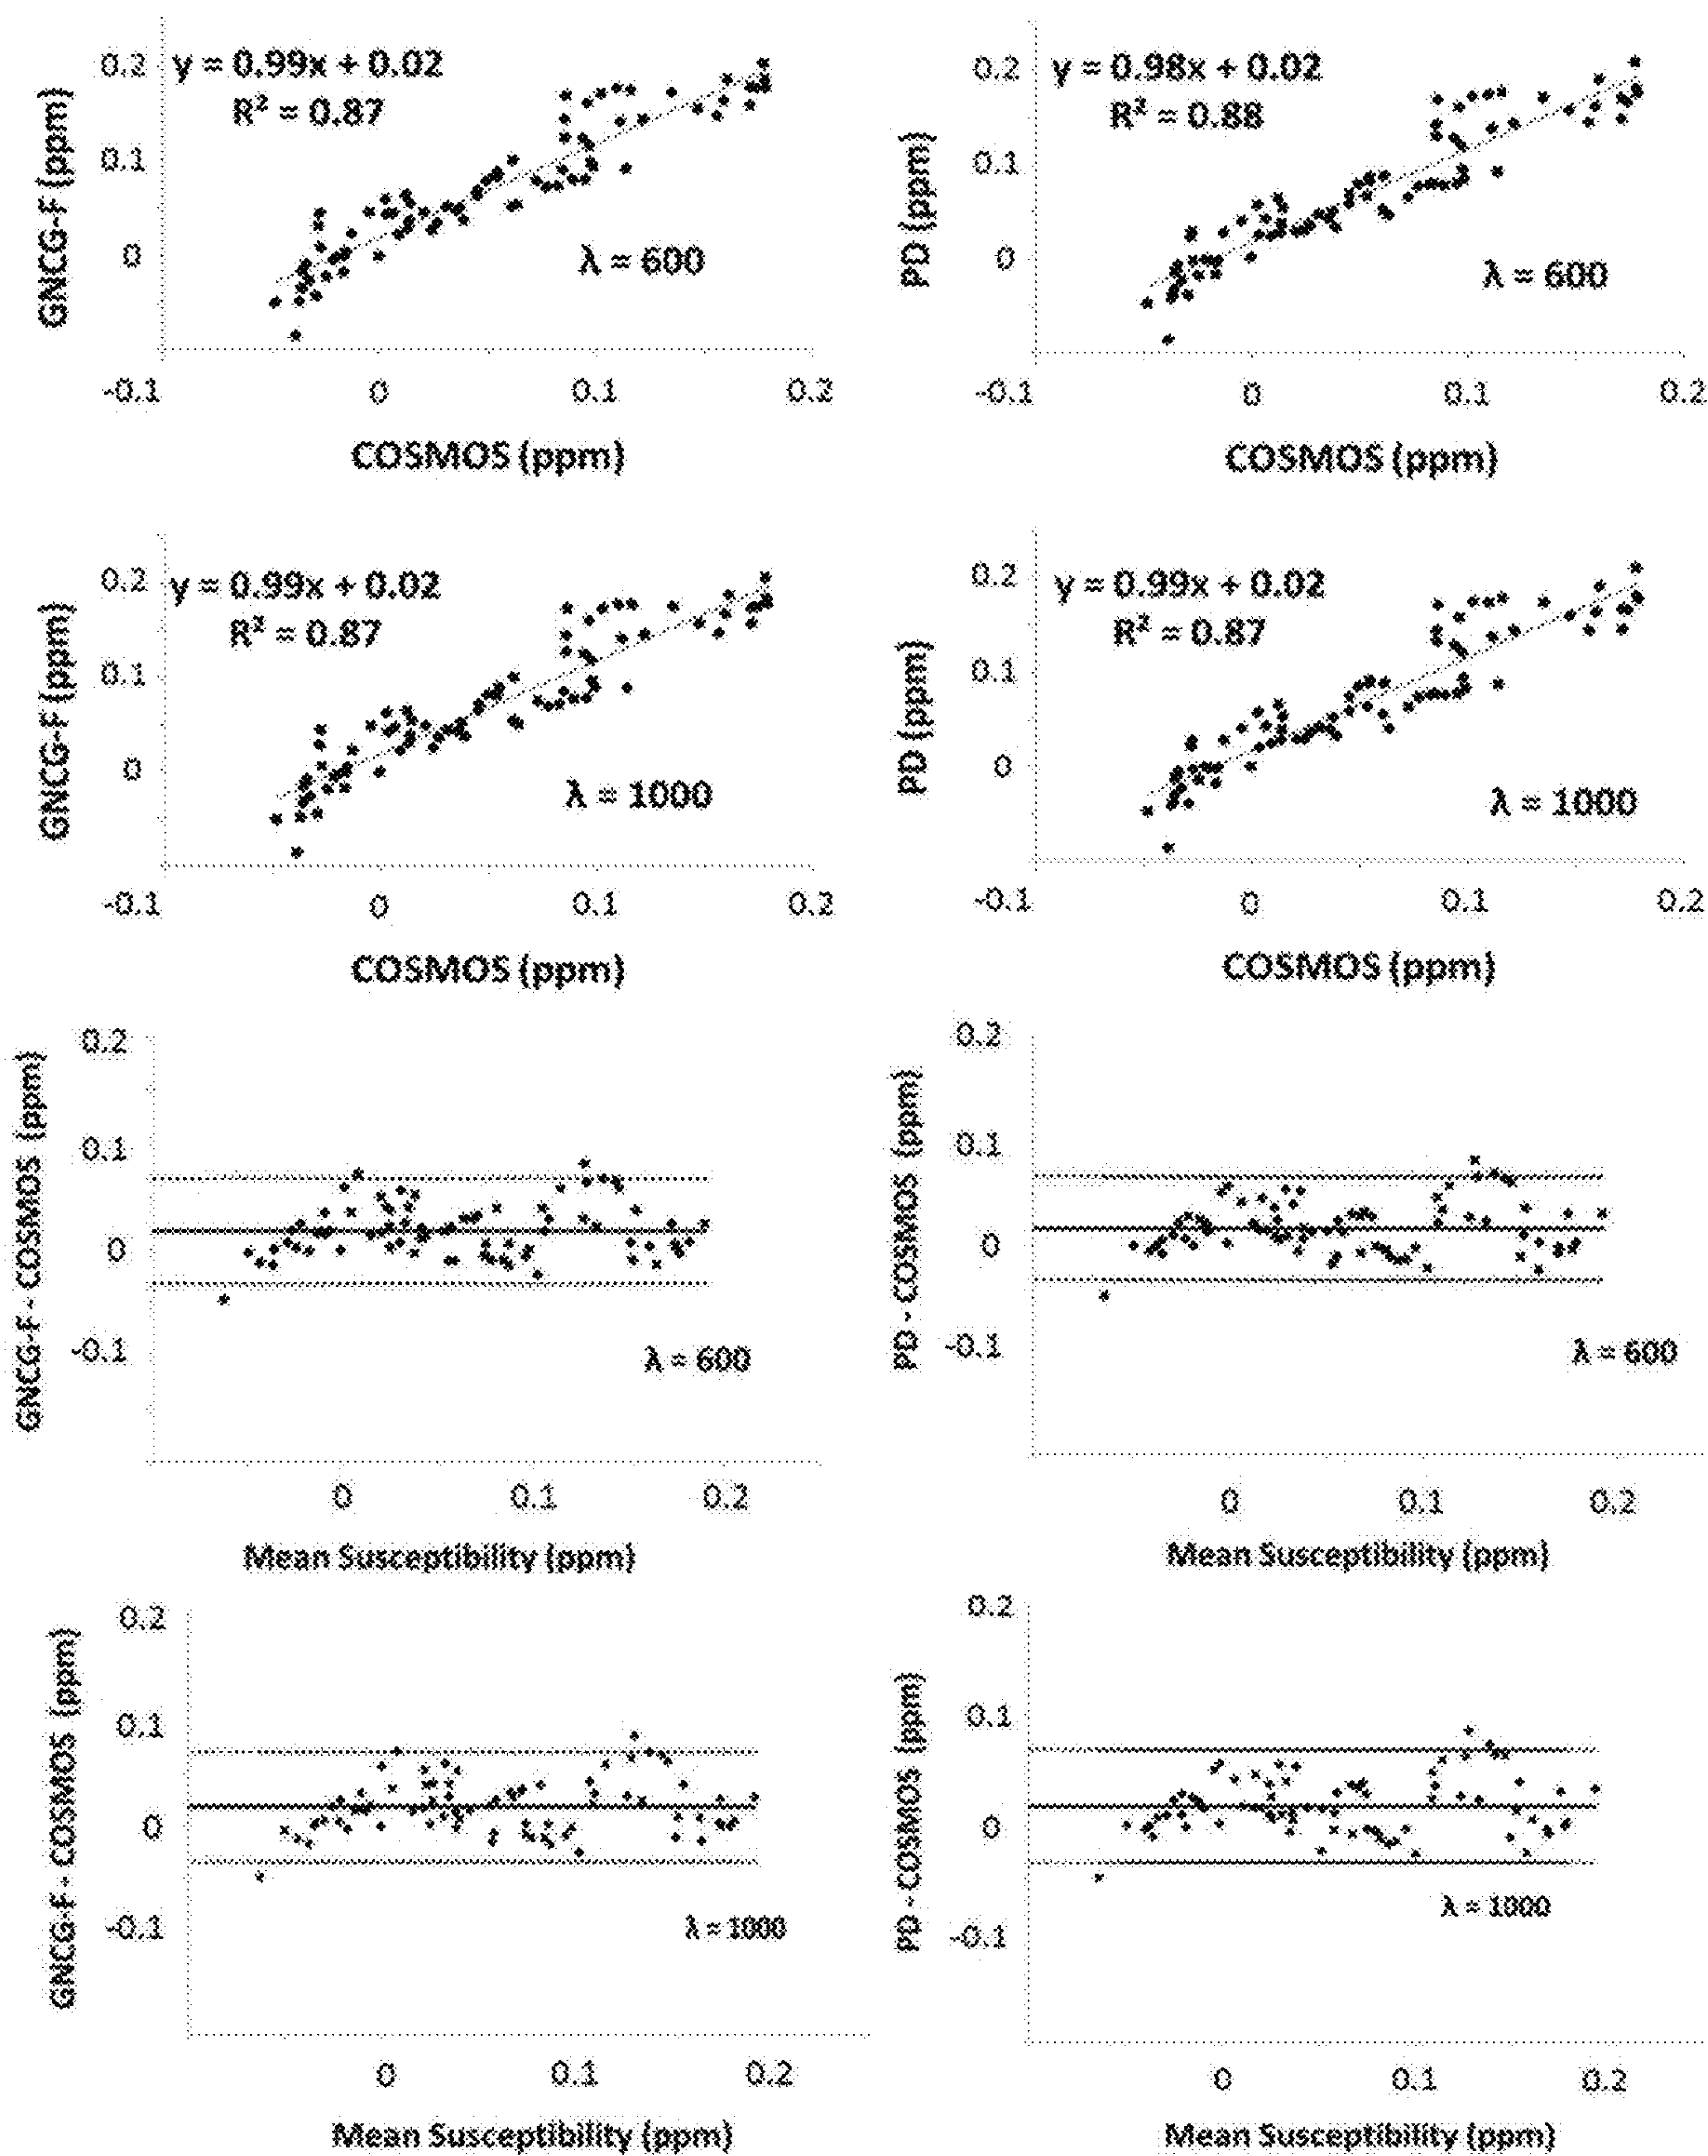 y = 0.99x + 0.02
R² = 0.87
0.2
0.1
0
GNCG-F (ppm)
λ = 600
-0.1
0
0.1
0.2
COSMOS (ppm)
y = 0.98x + 0.02
R² = 0.88
0.2
0.1
0
PD (ppm)
λ = 600
-0.1
0
0.1
0.2
COSMOS (ppm)
y = 0.99x + 0.02
R² = 0.87
0.2
0.1
0
GNCG-F (ppm)
λ = 1000
-0.1
0
0.1
0.2
COSMOS (ppm)
y = 0.99x + 0.02
R² = 0.87
0.2
0.1
0
PD (ppm)
λ = 1000
-0.1
0
0.1
0.2
COSMOS (ppm)
0.2
0.1
0
-0.1
GNCG-F - COSMOS (ppm)
λ = 600
0
0.1
0.2
Mean Susceptibility (ppm)
0.2
0.1
0
-0.1
PD - COSMOS (ppm)
λ = 600
0
0.1
0.2
Mean Susceptibility (ppm)
0.2
0.1
0
-0.1
GNCG-F - COSMOS (ppm)
λ = 1000
0
0.1
0.2
Mean Susceptibility (ppm)
0.2
0.1
0
-0.1
PD - COSMOS (ppm)
λ = 1000
0
0.1
0.2
Mean Susceptibility (ppm)